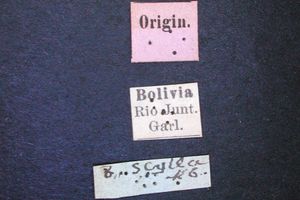 Origin.
Bolivia
Rio Junt.
Garl.
scylla